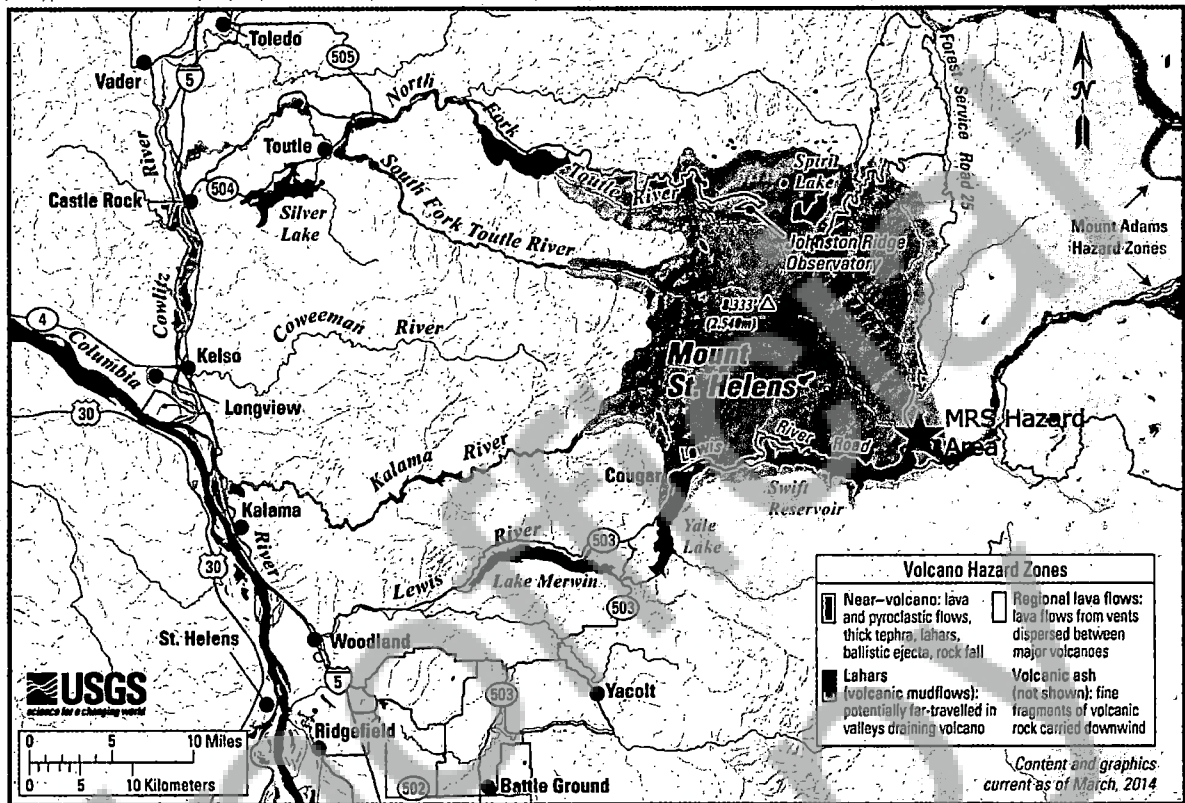 Toledo
Vader
5
505
North
Fork
Toutle
River
504
Castle Rock
Silver
Lake
South Fork Toutle River
Toutle
River
Spirit
Lake
Johnston Ridge
Observatory
Forest Service Road 25
N
Mount Adams
Hazard Zones
8,333'
(2,540m)
Mount
St. Helens
Cowlitz
Coweeman River
4
Columbia
Kelso
Longview
30
MRS Hazard
Area
Lewis
River
Road
Kalama River
Cougar
Swift
Reservoir
Yale
Lake
Kalama
River
30
River
503
Lewis
Lake Merwin
503
St. Helens
Woodland
5
503
Yacolt
Ridgefield
502
Battle Ground
USGS
science for a changing world
0 5 10 Miles
0 5 10 Kilometers
Volcano Hazard Zones
Near-volcano: lava
and pyroclastic flows,
thick tephra, lahars,
ballistic ejecta, rock fall
Lahars
(volcanic mudflows):
potentially far-travelled in
valleys draining volcano
Regional lava flows:
lava flows from vents
dispersed between
major volcanoes
Volcanic ash
(not shown): fine
fragments of volcanic
rock carried downwind
Content and graphics
current as of March, 2014